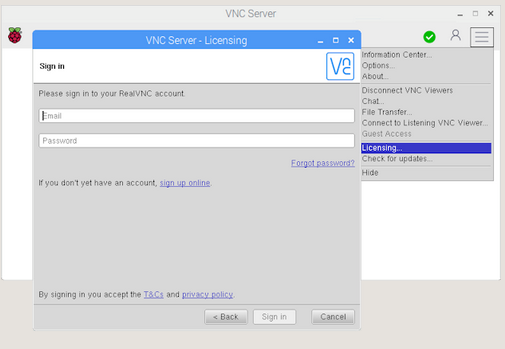 VNC Server
VNC Server - Licensing
Sign in
Please sign in to your RealVNC account.
Email
Password
Forgot password?
If you don't yet have an account, sign up online.
By signing in you accept the T&Cs and privacy policy.
< Back
Sign in
Cancel
Information Center...
Options...
About...
Disconnect VNC Viewers
Chat...
File Transfer...
Connect to Listening VNC Viewer...
Guest Access
Licensing...
Check for updates...
Hide